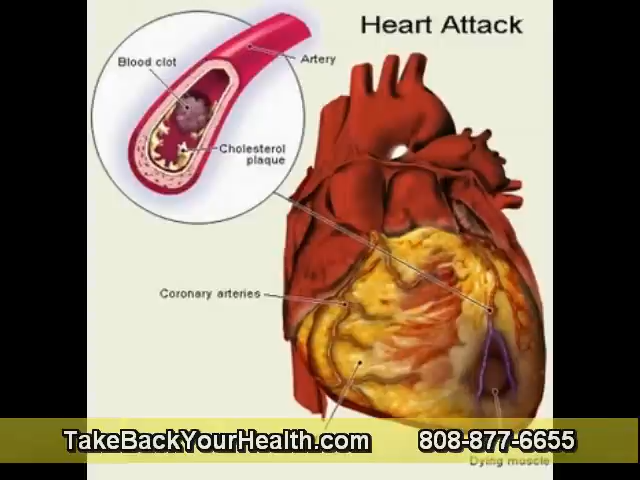 Heart Attack
Blood clot
Artery
Cholesterol
plaque
Coronary arteries
TakeBackYourHealth.com 808-877-6655
Dying muscle